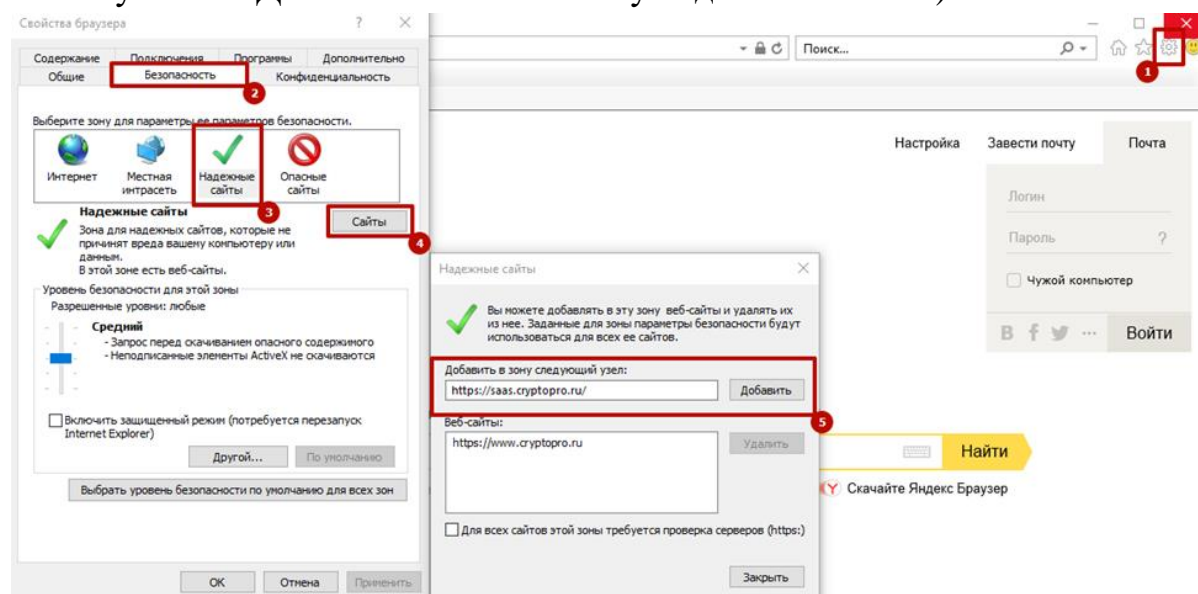 Свойства браузера ? ×
Содержание Подключения Программы Дополнительно
Общие Безопасность Конфиденциальность
2
Выберите зону для параметры ее параметров безопасности.
Интернет
Местная интрасеть
Надежные сайты
Опасные сайты
3
Надежные сайты
Сайты
4
Зона для надежных сайтов, которые не
причинят вреда вашему компьютеру или
данным.
В этой зоне есть веб-сайты.
Уровень безопасности для этой зоны
Разрешенные уровни: любые
Средний
- Запрос перед скачиванием опасного содержимого
- Неподписанные элементы ActiveX не скачиваются
Включить защищенный режим (потребуется перезапуск
Internet Explorer)
Другой... По умолчанию
Выбрать уровень безопасности по умолчанию для всех зон
ОК Отмена Применить
Поиск...
1
Настройка Завести почту Почта
Логин
Пароль ?
Чужой компьютер
В f ... Войти
Надежные сайты ×
Вы можете добавлять в эту зону веб-сайты и удалять их
из нее. Заданные для зоны параметры безопасности будут
использоваться для всех ее сайтов.
Добавить в зону следующий узел:
https://saas.cryptopro.ru/ Добавить
5
Веб-сайты:
https://www.cryptopro.ru Удалить
Для всех сайтов этой зоны требуется проверка серверов (https:)
Закрыть
Найти
Y Скачайте Яндекс Браузер